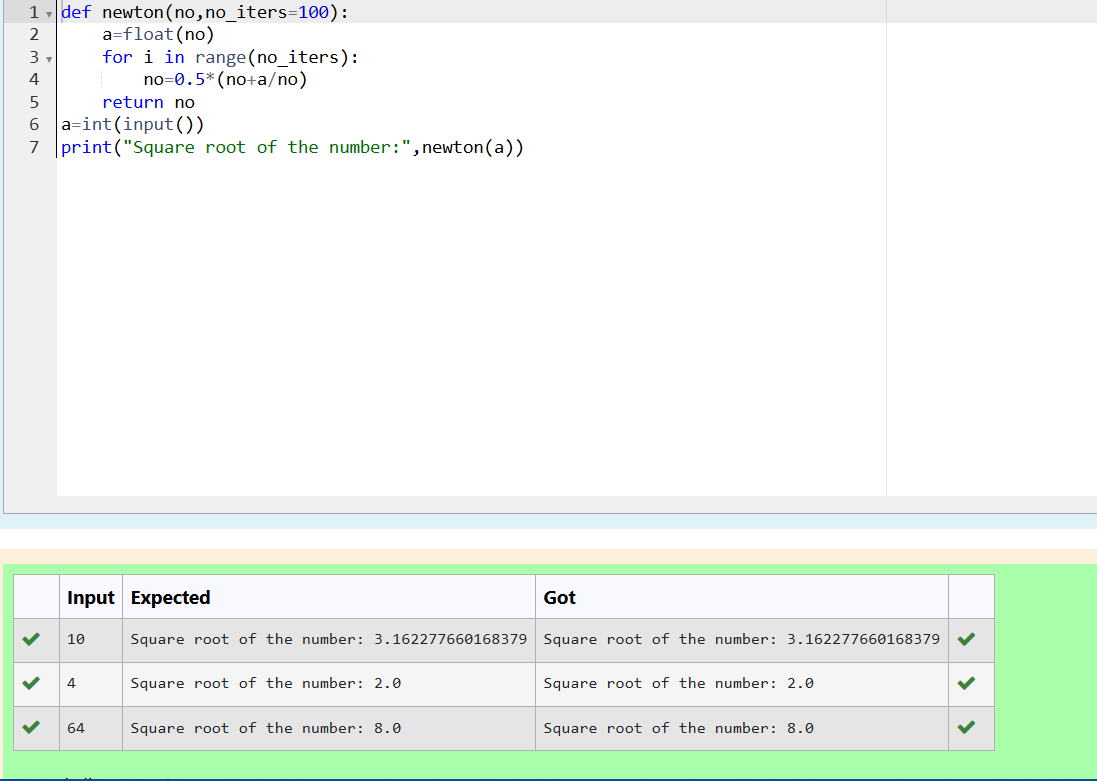 1 def newton(no,no_iters=100):
2     a=float(no)
3     for i in range(no_iters):
4         no=0.5*(no+a/no)
5     return no
6 a=int(input())
7 print("Square root of the number:",newton(a))
Input Expected Got
10 Square root of the number: 3.162277660168379 Square root of the number: 3.162277660168379
4 Square root of the number: 2.0 Square root of the number: 2.0
64 Square root of the number: 8.0 Square root of the number: 8.0